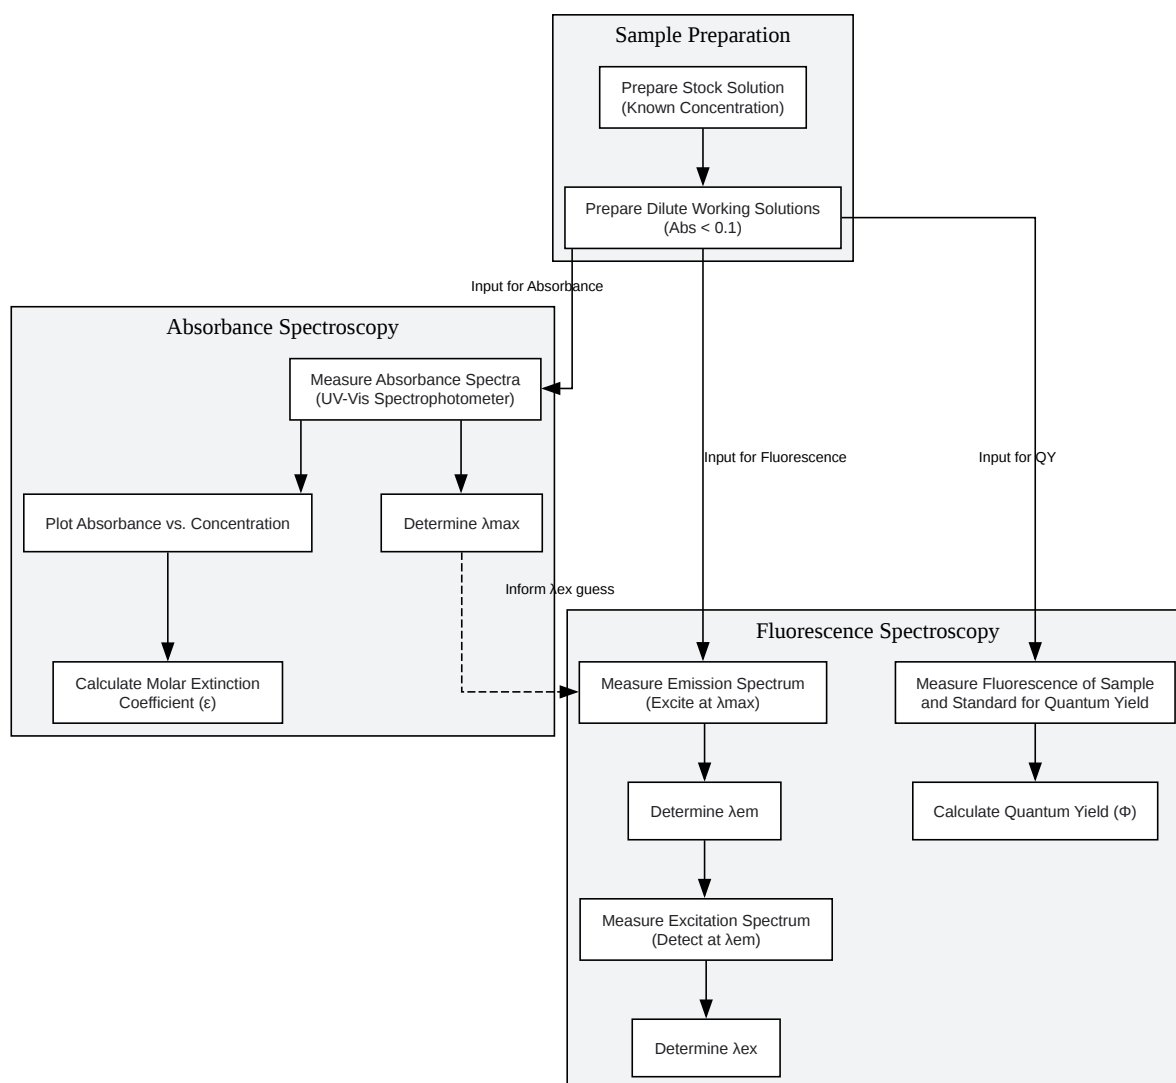 Sample Preparation
Prepare Stock Solution
(Known Concentration)
Prepare Dilute Working Solutions
(Abs < 0.1)
Input for Absorbance
Absorbance Spectroscopy
Measure Absorbance Spectra
(UV-Vis Spectrophotometer)
Input for Fluorescence
Input for QY
Plot Absorbance vs. Concentration
Determine λmax
Inform λex guess
Fluorescence Spectroscopy
Calculate Molar Extinction
Coefficient (ε)
Measure Emission Spectrum
(Excite at λmax)
Measure Fluorescence of Sample
and Standard for Quantum Yield
Determine λem
Calculate Quantum Yield (Φ)
Measure Excitation Spectrum
(Detect at λem)
Determine λex